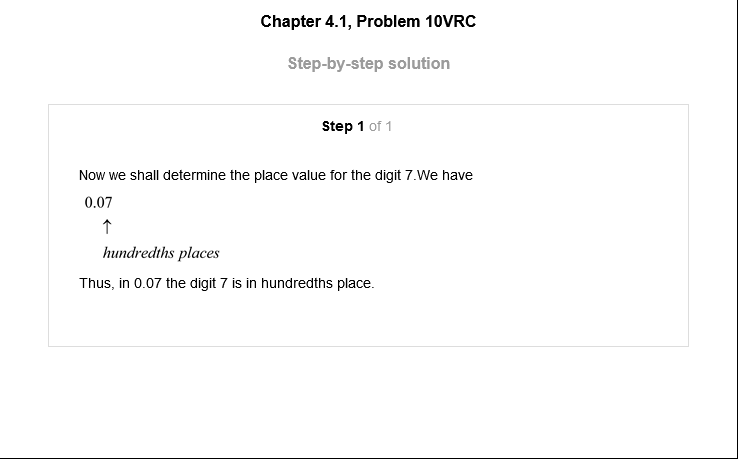 Chapter 4.1, Problem 10VRC
Step-by-step solution
Step 1 of 1
Now we shall determine the place value for the digit 7.We have
0.07
↑
hundredths places
Thus, in 0.07 the digit 7 is in hundredths place.